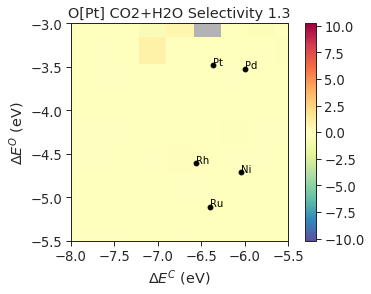 O[Pt] CO2+H2O Selectivity 1.3
−3.0
−3.5
−4.0
−4.5
−5.0
−5.5
ΔE^O (eV)
Pt
Pd
Rh
Ni
Ru
−8.0 −7.5 −7.0 −6.5 −6.0 −5.5
ΔE^C (eV)
10.0
7.5
5.0
2.5
0.0
−2.5
−5.0
−7.5
−10.0